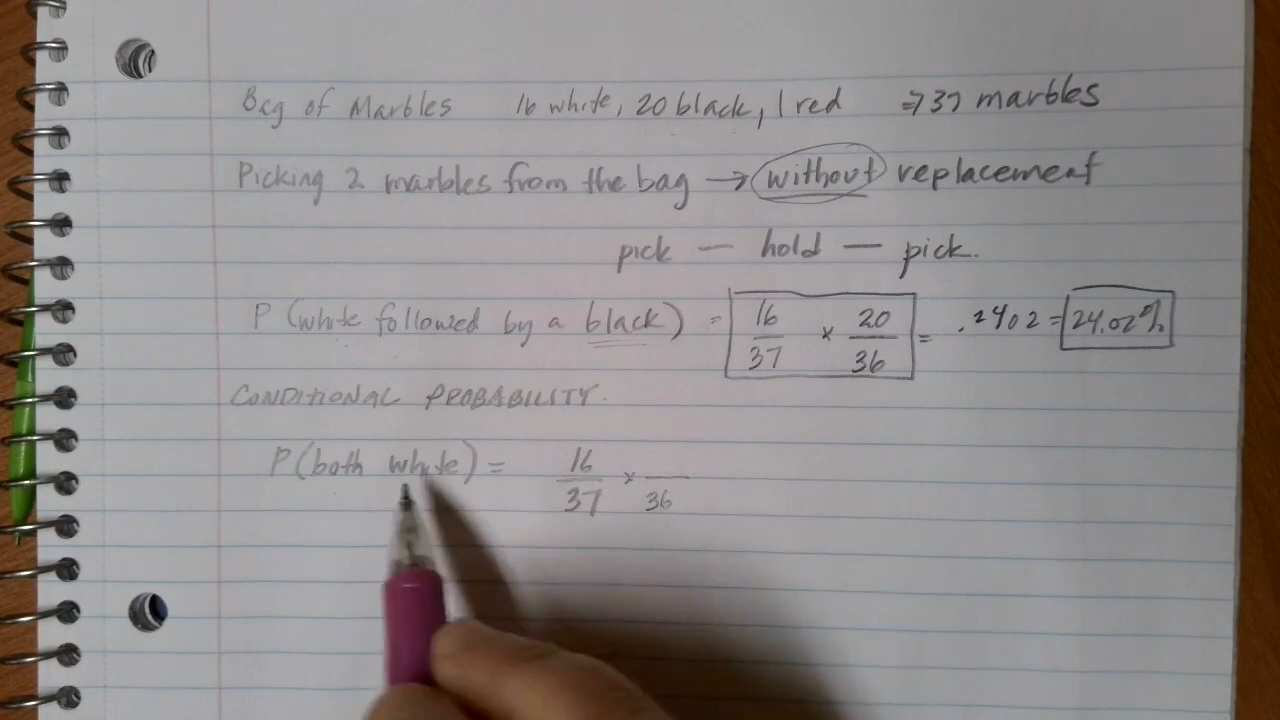 Bag of Marbles 16 white, 20 black, 1 red ⇒ 37 marbles
Picking 2 marbles from the bag → without replacement
pick — hold — pick.
P (white followed by a black) = 16/37 × 20/36 = .2402 = 24.02%
CONDITIONAL PROBABILITY.
P(both white) = 16/37 × /36